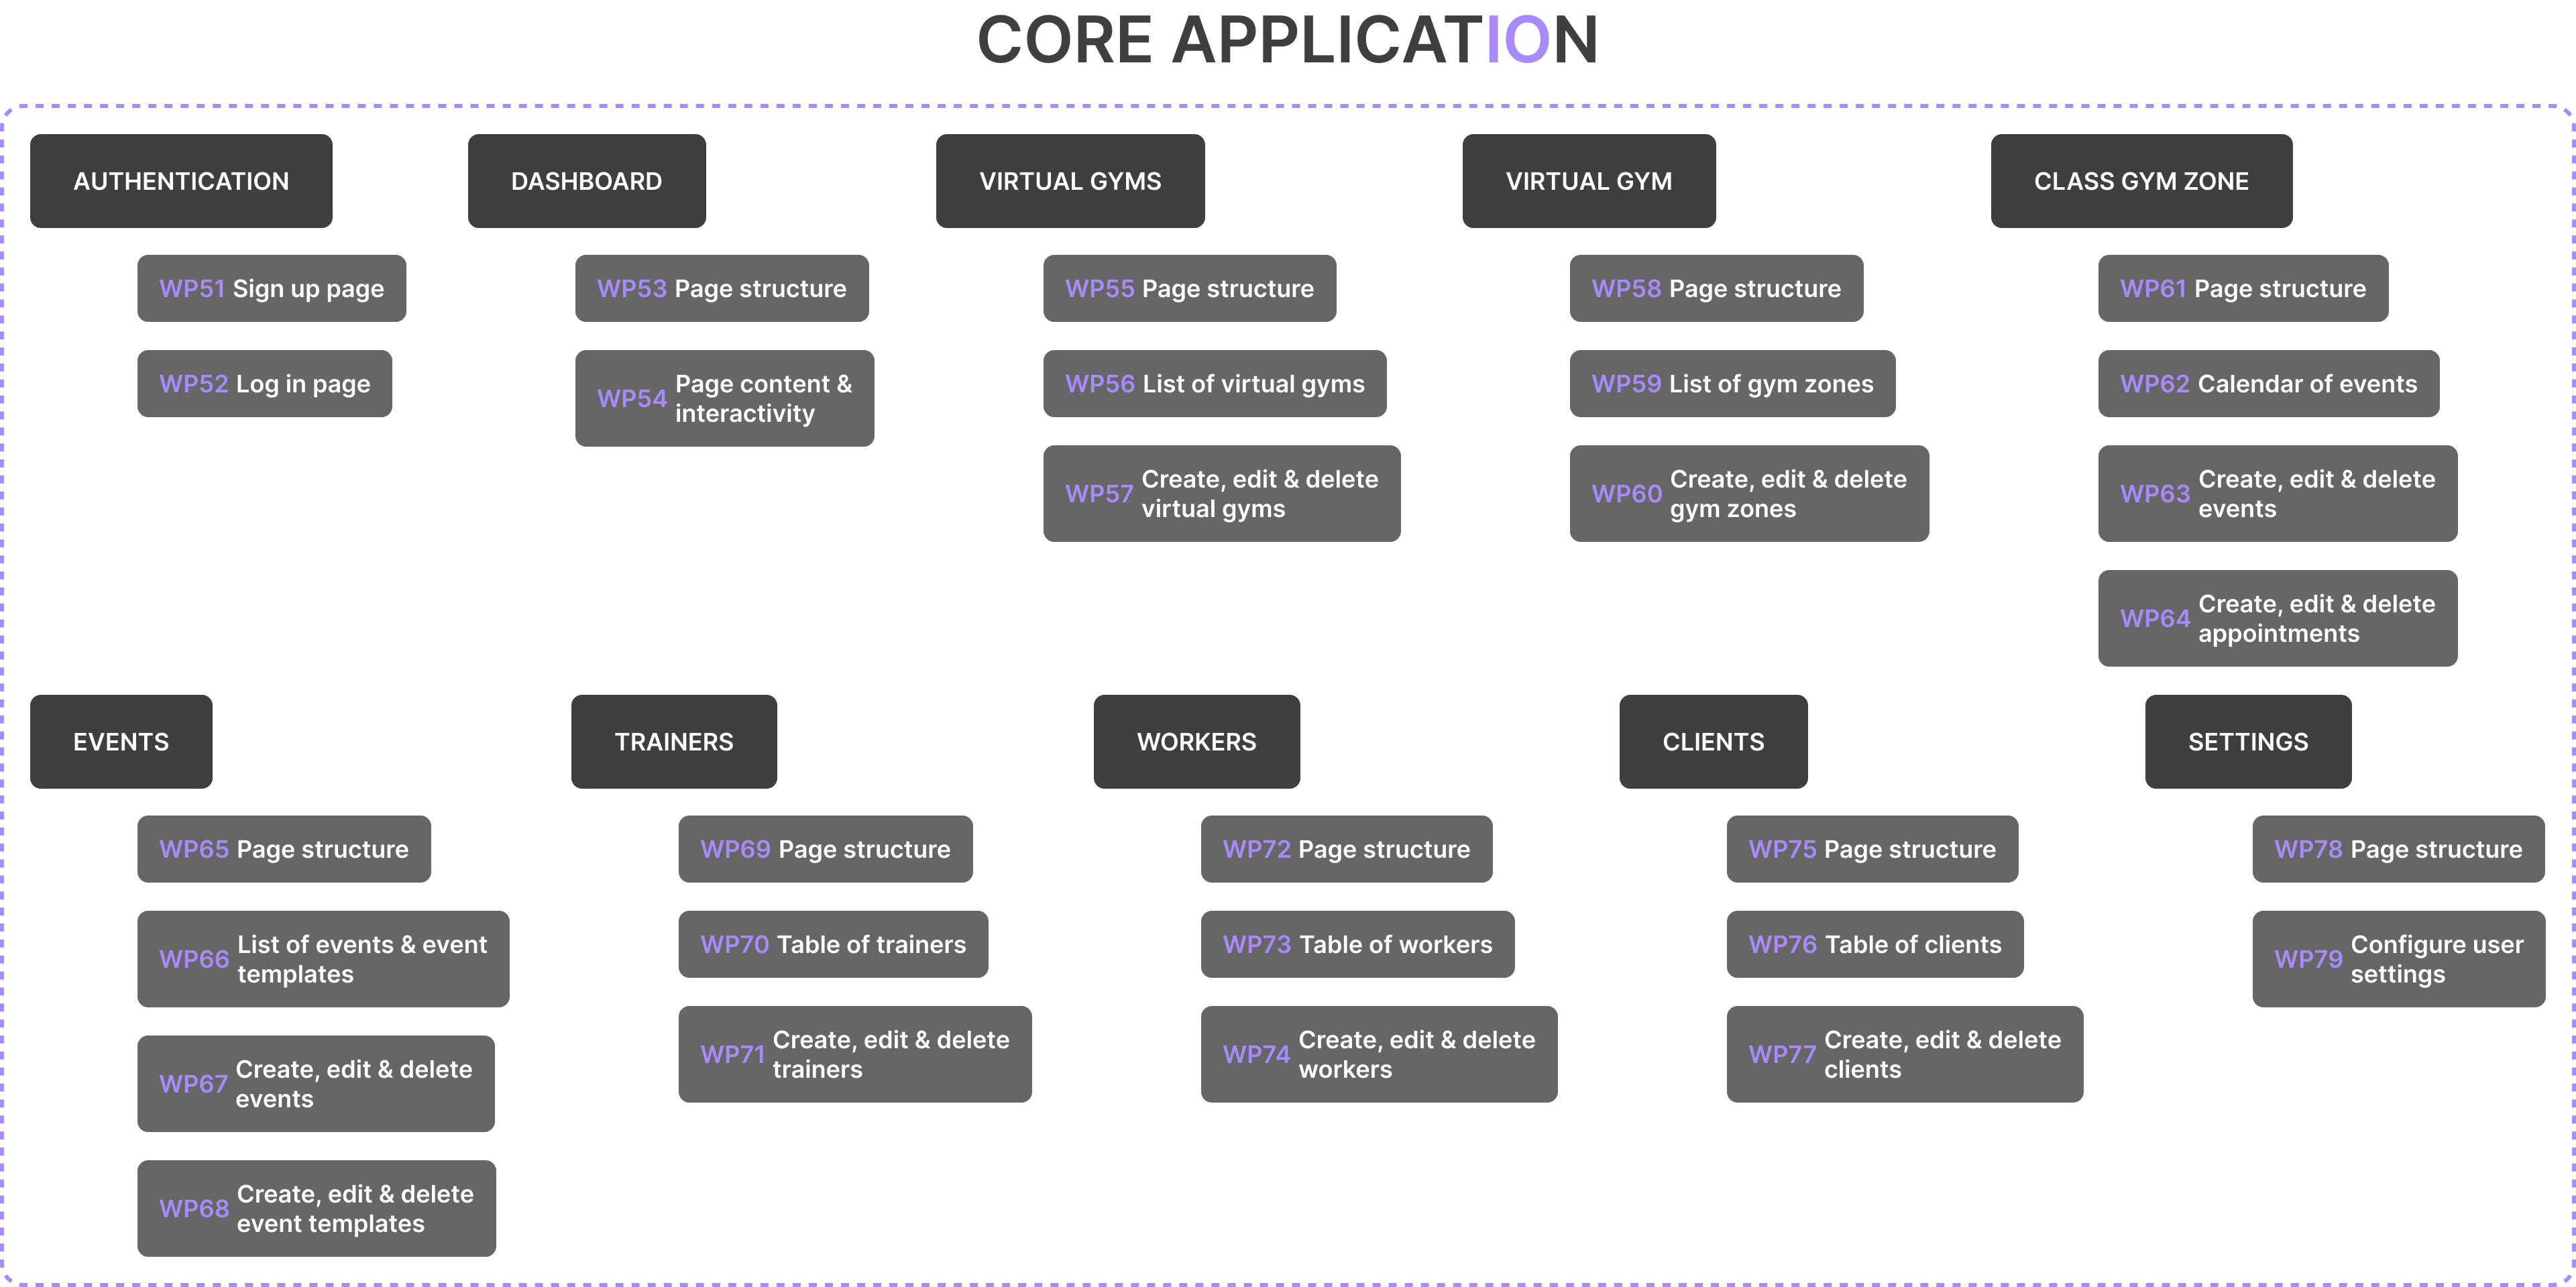 CORE APPLICATION
AUTHENTICATION
WP51 Sign up page
WP52 Log in page
DASHBOARD
WP53 Page structure
WP54 Page content &
interactivity
VIRTUAL GYMS
WP55 Page structure
WP56 List of virtual gyms
WP57 Create, edit & delete
virtual gyms
VIRTUAL GYM
WP58 Page structure
WP59 List of gym zones
WP60 Create, edit & delete
gym zones
CLASS GYM ZONE
WP61 Page structure
WP62 Calendar of events
WP63 Create, edit & delete
events
WP64 Create, edit & delete
appointments
EVENTS
WP65 Page structure
WP66 List of events & event
templates
WP67 Create, edit & delete
events
WP68 Create, edit & delete
event templates
TRAINERS
WP69 Page structure
WP70 Table of trainers
WP71 Create, edit & delete
trainers
WORKERS
WP72 Page structure
WP73 Table of workers
WP74 Create, edit & delete
workers
CLIENTS
WP75 Page structure
WP76 Table of clients
WP77 Create, edit & delete
clients
SETTINGS
WP78 Page structure
WP79 Configure user
settings